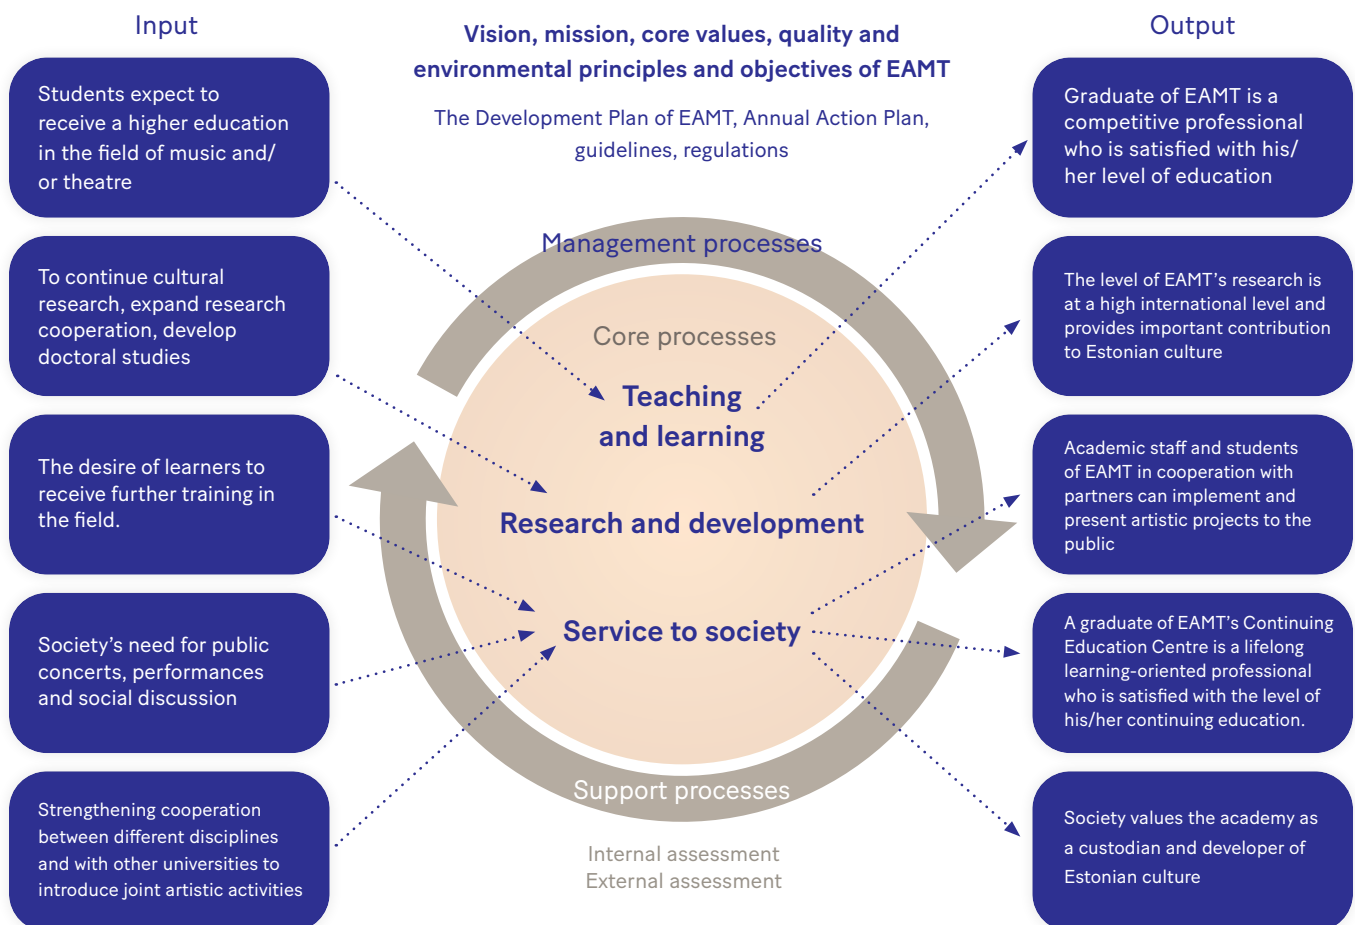 Input
Students expect to
receive a higher education
in the field of music and/
or theatre
To continue cultural
research, expand research
cooperation, develop
doctoral studies
The desire of learners to
receive further training in
the field.
Society’s need for public
concerts, performances
and social discussion
Strengthening cooperation
between different disciplines
and with other universities to
introduce joint artistic activities
Vision, mission, core values, quality and
environmental principles and objectives of EAMT
The Development Plan of EAMT, Annual Action Plan,
guidelines, regulations
Management processes
Core processes
Teaching
and learning
Research and development
Service to society
Support processes
Internal assessment
External assessment
Output
Graduate of EAMT is a
competitive professional
who is satisfied with his/
her level of education
The level of EAMT’s research is
at a high international level and
provides important contribution
to Estonian culture
Academic staff and students
of EAMT in cooperation with
partners can implement and
present artistic projects to the
public
A graduate of EAMT’s Continuing
Education Centre is a lifelong
learning-oriented professional
who is satisfied with the level of
his/her continuing education.
Society values the academy as
a custodian and developer of
Estonian culture